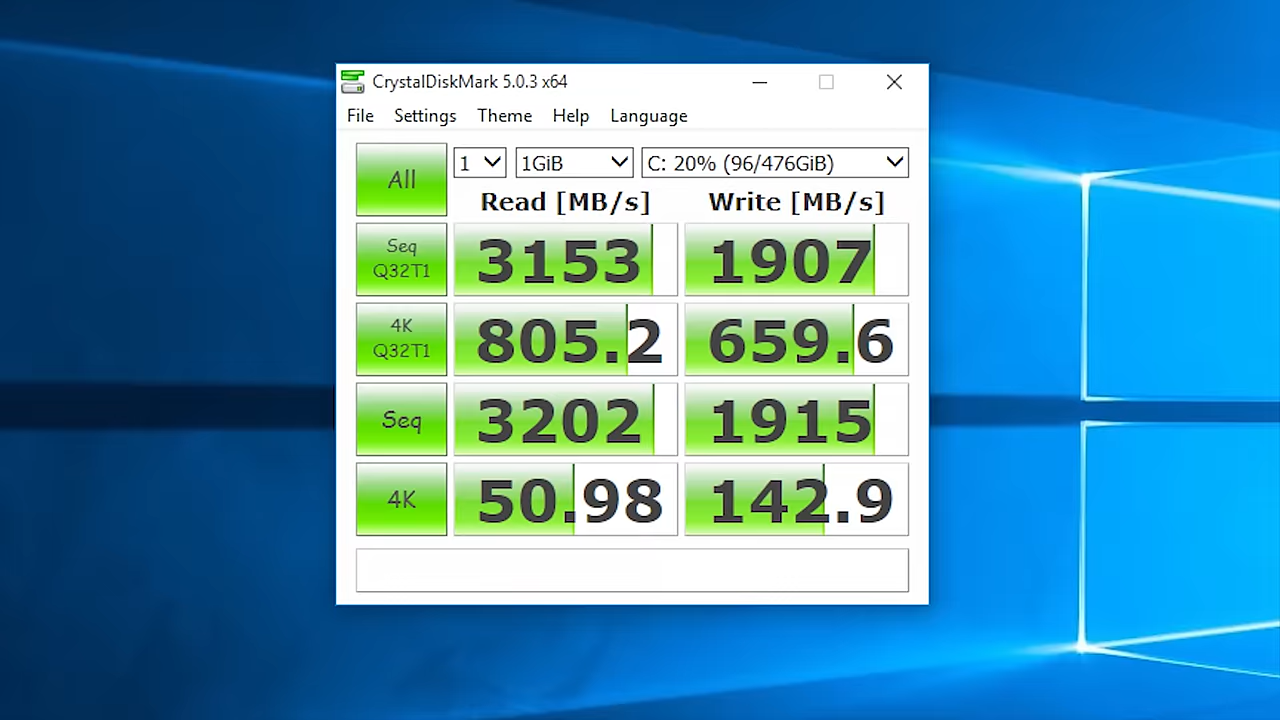 CrystalDiskMark 5.0.3 x64
File Settings Theme Help Language
All 1 1GiB C: 20% (96/476GiB)
Read [MB/s] Write [MB/s]
Seq
Q32T1 3153 1907
4K
Q32T1 805.2 659.6
Seq 3202 1915
4K 50.98 142.9